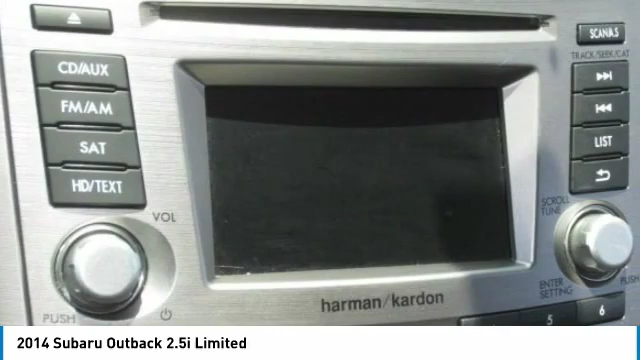 SCAN/A.S
TRACK/SEEK/CAT
CD/AUX
FM/AM
SAT
LIST
HD/TEXT
SCROLL
TUNE
VOL
ENTER
SETTING
PUSH
PUSH
harman/kardon
5
6
2014 Subaru Outback 2.5i Limited